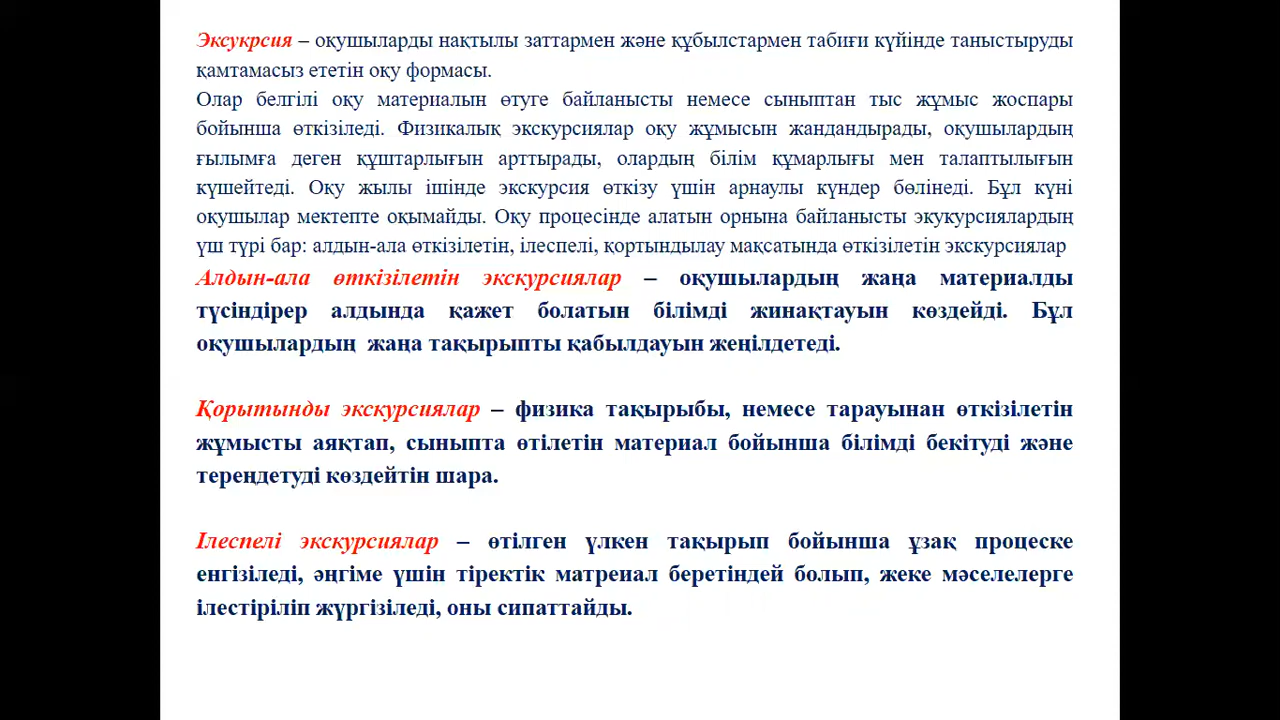 Эксукрсия – оқушыларды нақтылы заттармен және құбылстармен табиғи күйінде таныстыруды
қамтамасыз ететін оқу формасы.
Олар белгілі оқу материалын өтуге байланысты немесе сыныптан тыс жұмыс жоспары
бойынша өткізіледі. Физикалық экскурсиялар оқу жұмысын жандандырады, оқушылардың
ғылымға деген құштарлығын арттырады, олардың білім құмарлығы мен талаптылығын
күшейтеді. Оқу жылы ішінде экскурсия өткізу үшін арнаулы күндер бөлінеді. Бұл күні
оқушылар мектепте оқымайды. Оқу процесінде алатын орнына байланысты экукурсиялардың
үш түрі бар: алдын-ала өткізілетін, ілеспелі, қортындылау мақсатында өткізілетін экскурсиялар
Алдын-ала өткізілетін экскурсиялар – оқушылардың жаңа материалды
түсіндірер алдында қажет болатын білімді жинақтауын көздейді. Бұл
оқушылардың жаңа тақырыпты қабылдауын жеңілдетеді.
Қорытынды экскурсиялар – физика тақырыбы, немесе тарауынан өткізілетін
жұмысты аяқтап, сыныпта өтілетін материал бойынша білімді бекітуді және
тереңдетуді көздейтін шара.
Ілеспелі экскурсиялар – өтілген үлкен тақырып бойынша ұзақ процеске
енгізіледі, әңгіме үшін тіректік матреиал беретіндей болып, жеке мәселелерге
ілестіріліп жүргізіледі, оны сипаттайды.